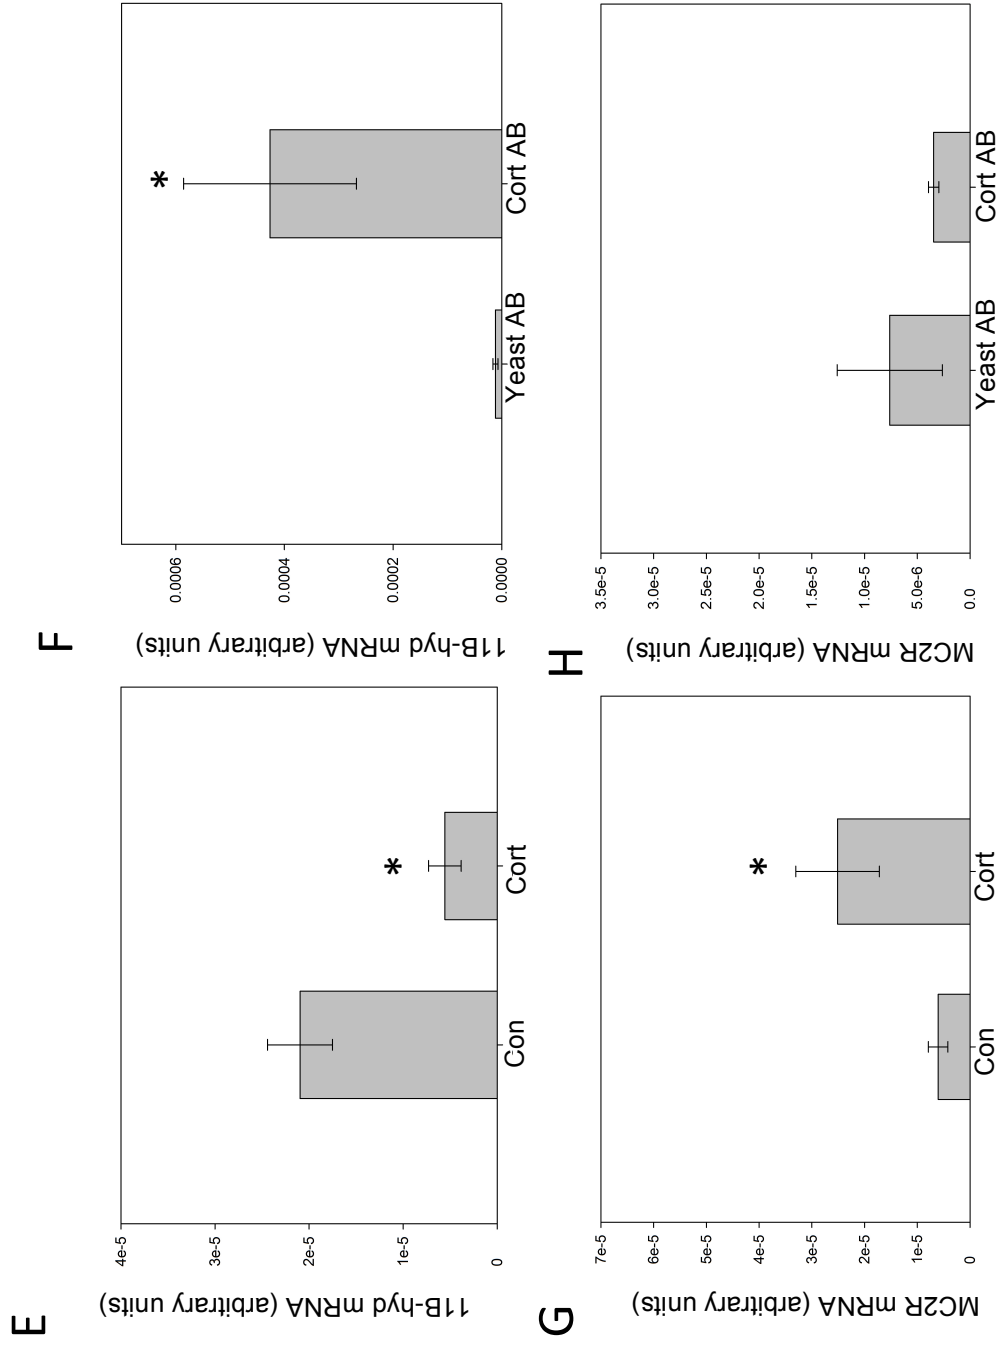 E
11B-hyd mRNA (arbitrary units)
4e-5
3e-5
2e-5
1e-5
0
*
Con
Cort
F
11B-hyd mRNA (arbitrary units)
0.0006
0.0004
0.0002
0.0000
*
Yeast AB
Cort AB
G
MC2R mRNA (arbitrary units)
7e-5
6e-5
5e-5
4e-5
3e-5
2e-5
1e-5
0
*
Con
Cort
H
MC2R mRNA (arbitrary units)
3.5e-5
3.0e-5
2.5e-5
2.0e-5
1.5e-5
1.0e-5
5.0e-6
0.0
Yeast AB
Cort AB